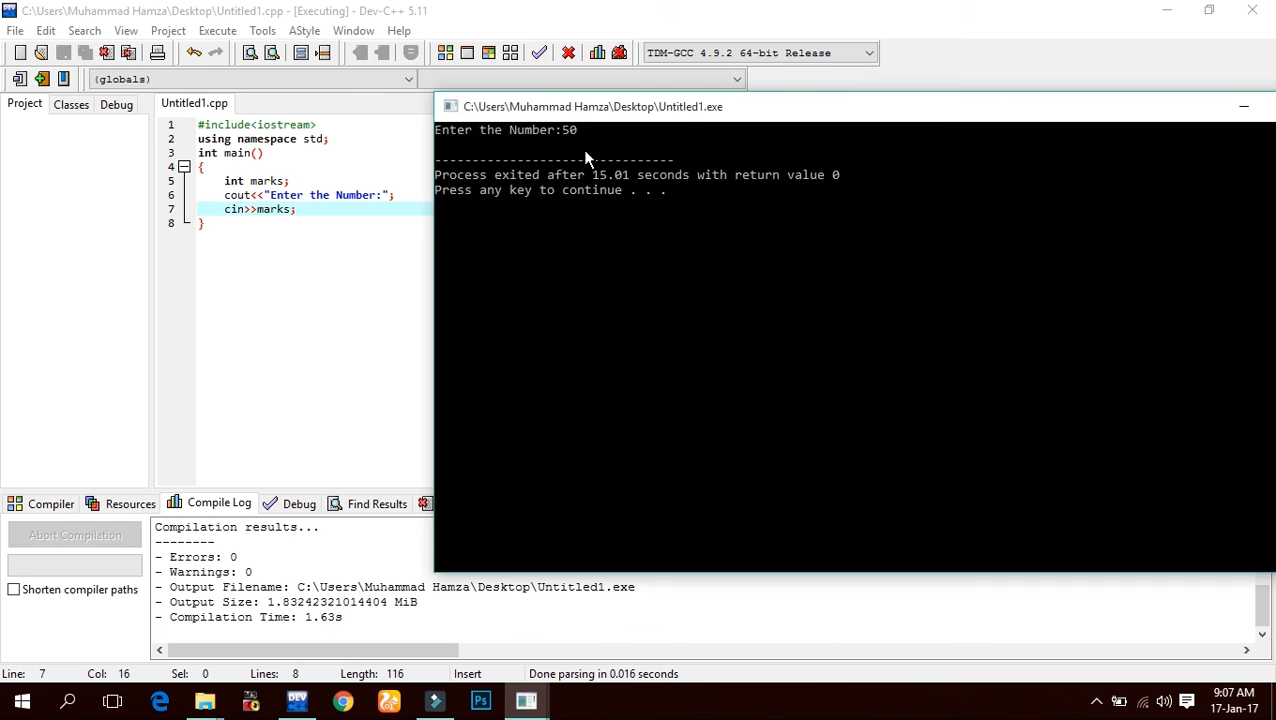 C:\Users\Muhammad Hamza\Desktop\Untitled1.cpp - [Executing] - Dev-C++ 5.11
File Edit Search View Project Execute Tools AStyle Window Help
TDM-GCC 4.9.2 64-bit Release
(globals)
Project Classes Debug Untitled1.cpp
C:\Users\Muhammad Hamza\Desktop\Untitled1.exe
1 #include<iostream>
2 using namespace std;
3 int main()
4 {
5 int marks;
6 cout<<"Enter the Number:";
7 cin>>marks;
8 }
Enter the Number:50
--------------------------------
Process exited after 15.01 seconds with return value 0
Press any key to continue . . .
Compiler Resources Compile Log Debug Find Results
Abort Compilation
Shorten compiler paths
Compilation results...
--------
- Errors: 0
- Warnings: 0
- Output Filename: C:\Users\Muhammad Hamza\Desktop\Untitled1.exe
- Output Size: 1.83242321014404 MiB
- Compilation Time: 1.63s
Line: 7 Col: 16 Sel: 0 Lines: 8 Length: 116 Insert Done parsing in 0.016 seconds
DEV
Ps
9:07 AM
17-Jan-17